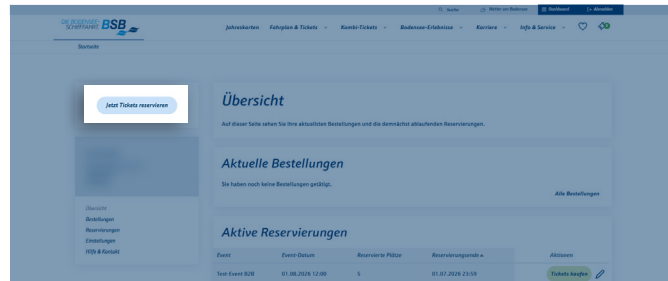 Suche
Wetter am Bodensee
Dashboard
Abmelden
DIE BODENSEE-
SCHIFFFAHRT BSB
Jahreskarten
Fahrplan & Tickets
Kombi-Tickets
Bodensee-Erlebnisse
Karriere
Info & Service
Startseite
Jetzt Tickets reservieren
Übersicht
Auf dieser Seite sehen Sie Ihre aktuellsten Bestellungen und die demnächst ablaufenden Reservierungen.
Aktuelle Bestellungen
Sie haben noch keine Bestellungen getätigt.
Alle Bestellungen
Übersicht
Bestellungen
Reservierungen
Einstellungen
Hilfe & Kontakt
Aktive Reservierungen
Event Event-Datum Reservierte Plätze Reservierungsende Aktionen
Test-Event B2B 01.08.2026 12:00 5 01.07.2026 23:59 Tickets kaufen